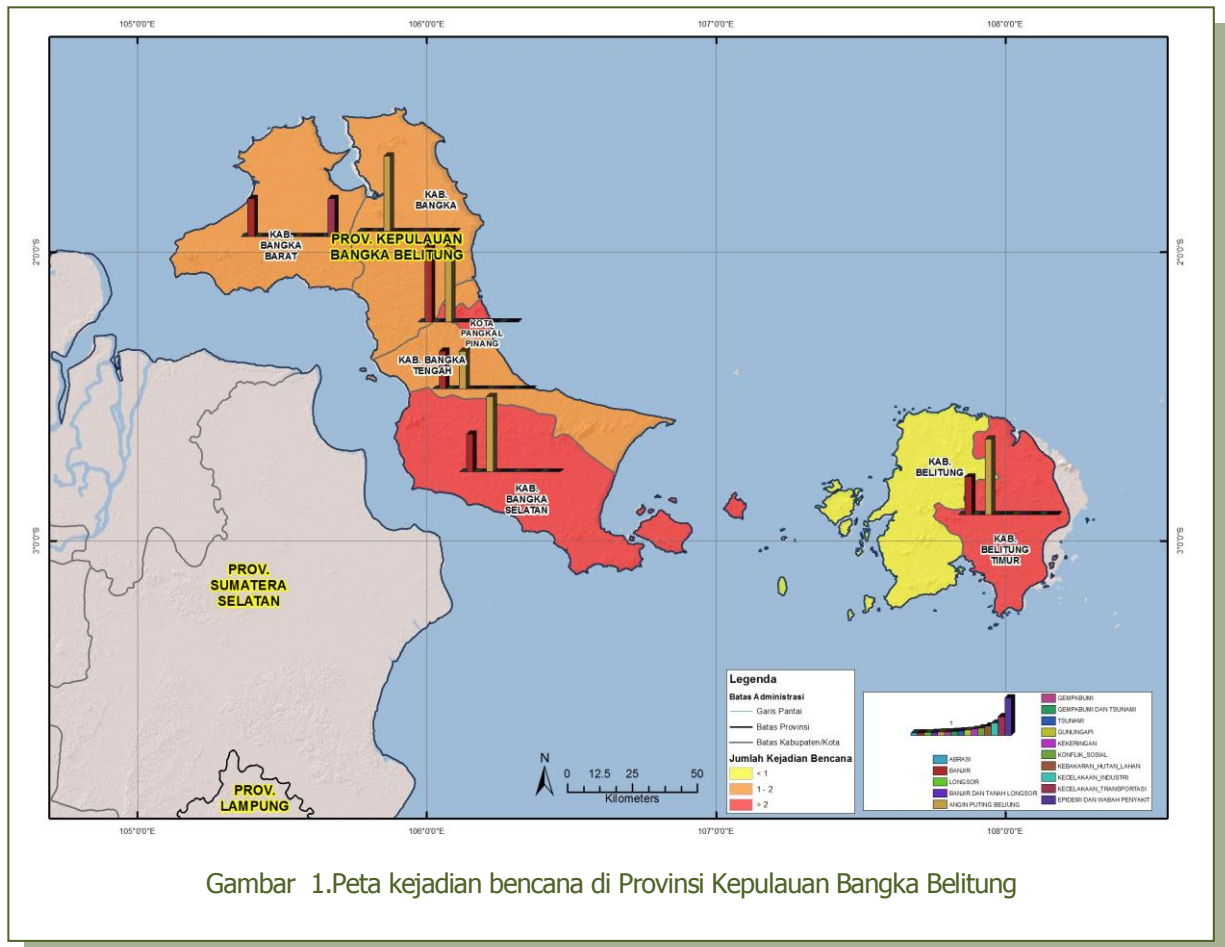 105°0'0"E
106°0'0"E
107°0'0"E
108°0'0"E
2°0'0"S
2°0'0"S
3°0'0"S
3°0'0"S
KAB.
BANGKA
KAB.
BANGKA
BARAT
PROV. KEPULAUAN
BANGKA BELITUNG
KOTA
PANGKAL
PINANG
KAB. BANGKA
TENGAH
KAB.
BANGKA
SELATAN
KAB.
BELITUNG
KAB.
BELITUNG
TIMUR
PROV.
SUMATERA
SELATAN
PROV.
LAMPUNG
N
0 12.5 25 50
Kilometers
Legenda
Batas Administrasi
Garis Pantai
Batas Provinsi
Batas Kabupaten/Kota
Jumlah Kejadian Bencana
< 1
1 - 2
> 2
1
ABRASI
BANJIR
LONGSOR
BANJIR DAN TANAH LONGSOR
ANGIN PUTING BELIUNG
GEMPABUMI
GEMPABUMI DAN TSUNAMI
TSUNAMI
GUNUNGAPI
KEKERINGAN
KONFLIK_SOSIAL
KEBAKARAN_HUTAN_LAHAN
KECELAKAAN_INDUSTRI
KECELAKAAN_TRANSPORTASI
EPIDEMI DAN WABAH PENYAKIT
105°0'0"E
106°0'0"E
107°0'0"E
108°0'0"E
Gambar 1.Peta kejadian bencana di Provinsi Kepulauan Bangka Belitung